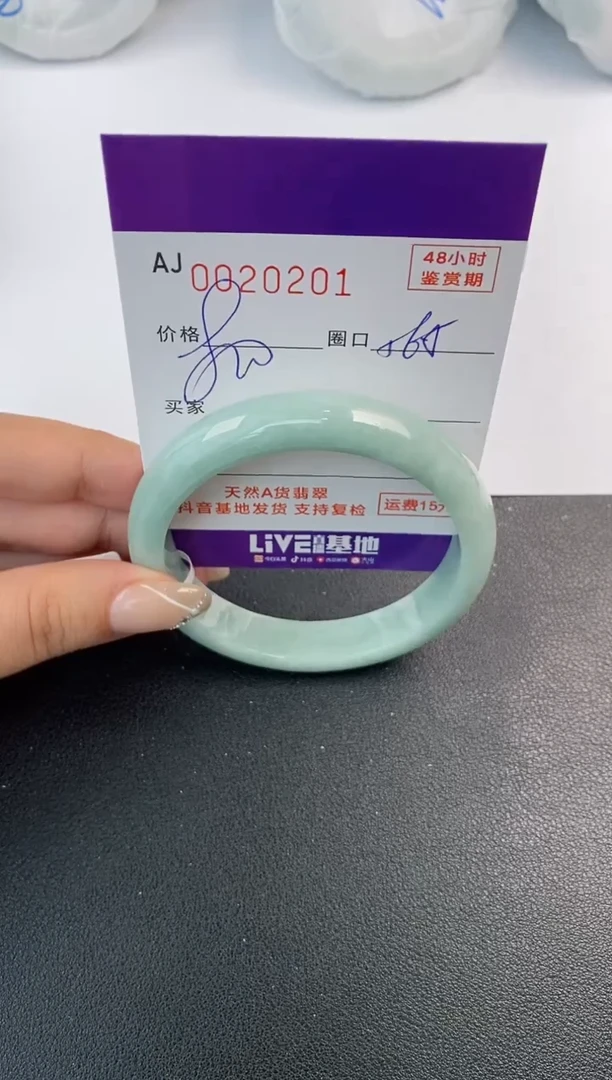 AJ 0020201
48小时
鉴赏期
价格
圈口
买家
天然A货翡翠
抖音基地发货 支持复检
运费15
LiVE
基地